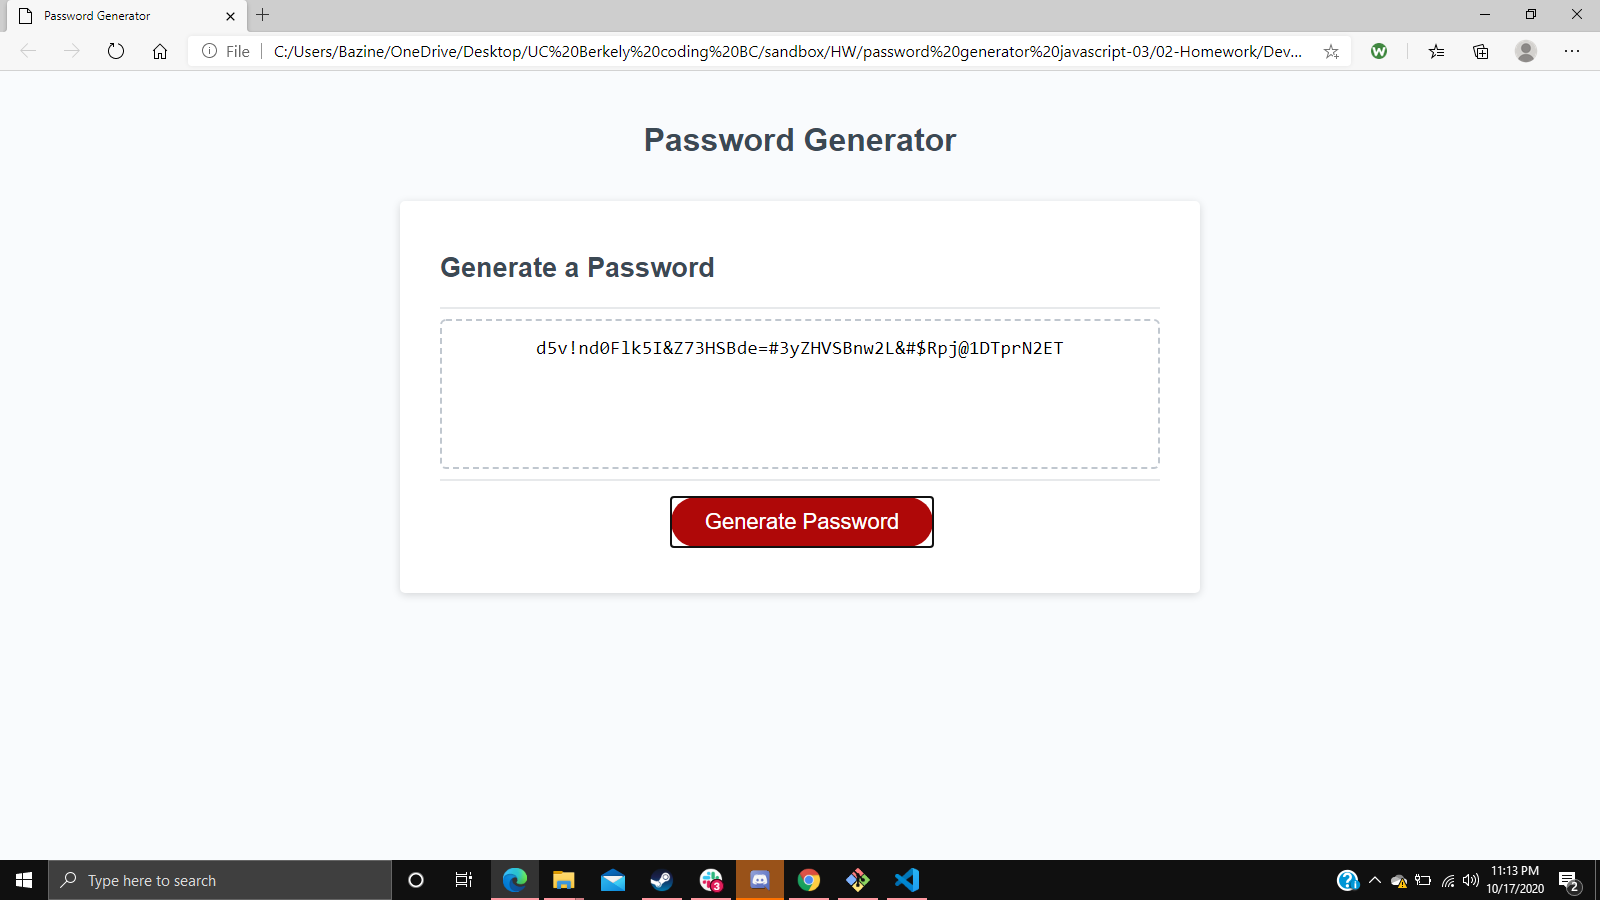 Password Generator
File
C:/Users/Bazine/OneDrive/Desktop/UC%20Berkely%20coding%20BC/sandbox/HW/password%20generator%20javascript-03/02-Homework/Dev...
W
Password Generator
Generate a Password
d5v!nd0Flk5I&Z73HSBde=#3yZHVSBnw2L&#$Rpj@1DTprN2ET
Generate Password
Type here to search
3
11:13 PM
10/17/2020
2